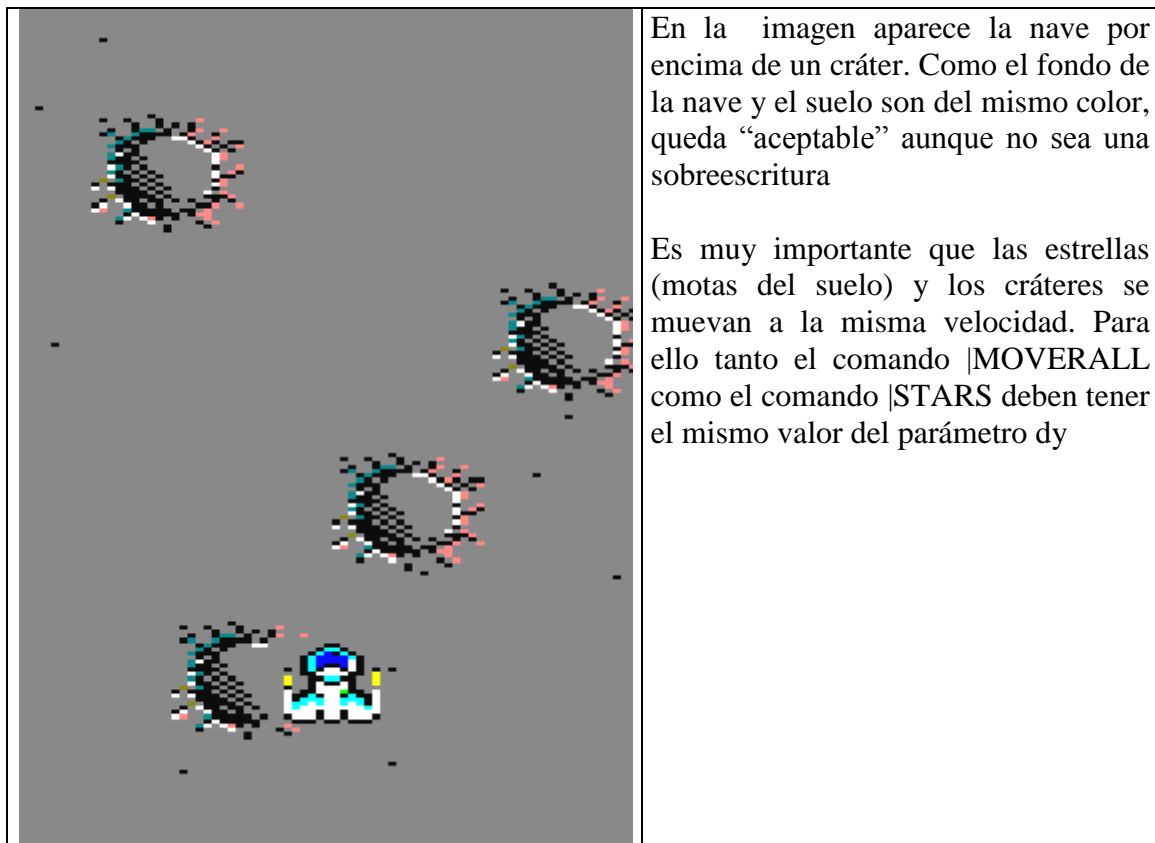 En la imagen aparece la nave por
encima de un cráter. Como el fondo de
la nave y el suelo son del mismo color,
queda “aceptable” aunque no sea una
sobreescritura
Es muy importante que las estrellas
(motas del suelo) y los cráteres se
muevan a la misma velocidad. Para
ello tanto el comando |MOVERALL
como el comando |STARS deben tener
el mismo valor del parámetro dy